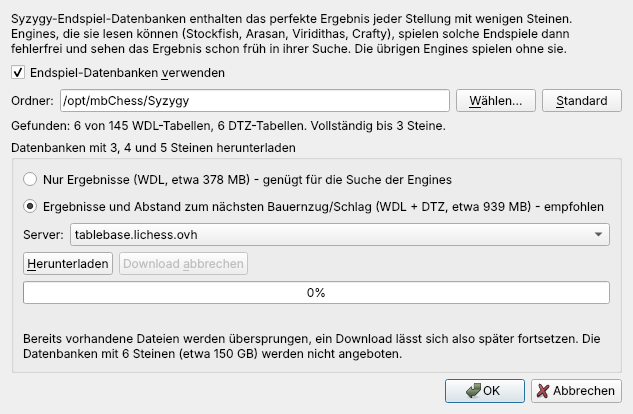 Syzygy-Endspiel-Datenbanken enthalten das perfekte Ergebnis jeder Stellung mit wenigen Steinen.
Engines, die sie lesen können (Stockfish, Arasan, Viridithas, Crafty), spielen solche Endspiele dann
fehlerfrei und sehen das Ergebnis schon früh in ihrer Suche. Die übrigen Engines spielen ohne sie.
Endspiel-Datenbanken verwenden
Ordner: /opt/mbChess/Syzygy Wählen... Standard
Gefunden: 6 von 145 WDL-Tabellen, 6 DTZ-Tabellen. Vollständig bis 3 Steine.
Datenbanken mit 3, 4 und 5 Steinen herunterladen
Nur Ergebnisse (WDL, etwa 378 MB) - genügt für die Suche der Engines
Ergebnisse und Abstand zum nächsten Bauernzug/Schlag (WDL + DTZ, etwa 939 MB) - empfohlen
Server: tablebase.lichess.ovh
Herunterladen Download abbrechen
0%
Bereits vorhandene Dateien werden übersprungen, ein Download lässt sich also später fortsetzen. Die
Datenbanken mit 6 Steinen (etwa 150 GB) werden nicht angeboten.
OK Abbrechen